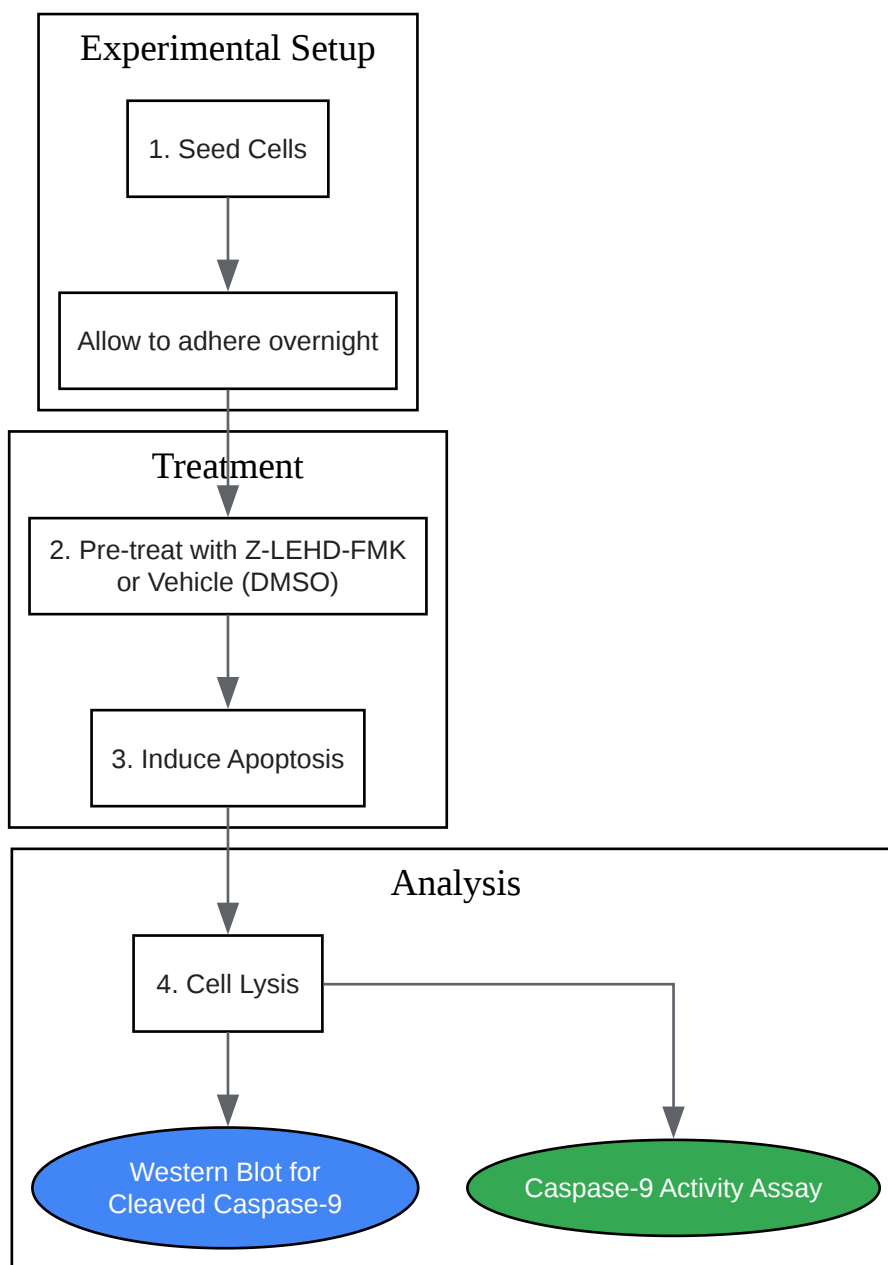 Experimental Setup
1. Seed Cells
Allow to adhere overnight
Treatment
2. Pre-treat with Z-LEHD-FMK
or Vehicle (DMSO)
3. Induce Apoptosis
Analysis
4. Cell Lysis
Western Blot for
Cleaved Caspase-9
Caspase-9 Activity Assay